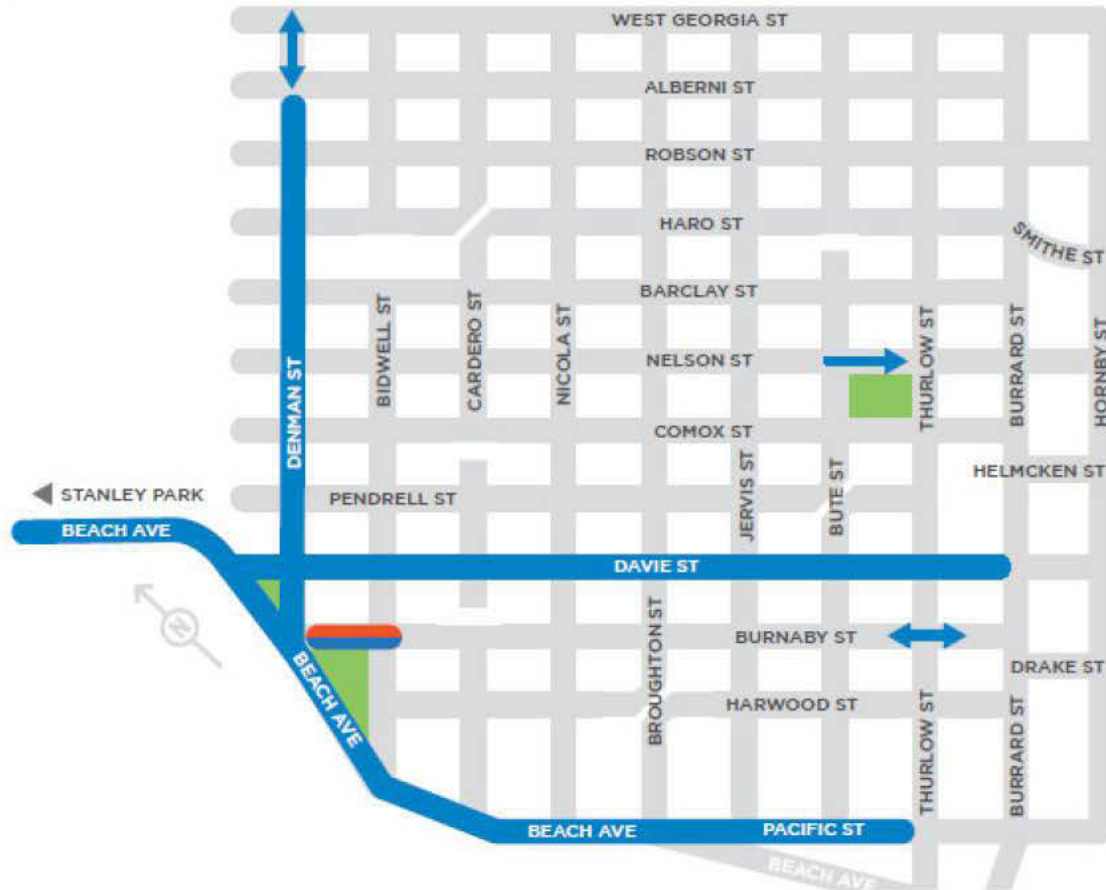 WEST GEORGIA ST
ALBERNI ST
ROBSON ST
HARO ST
SMITHE ST
BARCLAY ST
BIDWELL ST
CARDERO ST
NICOLA ST
NELSON ST
THURLOW ST
BURRARD ST
HORNBY ST
DENMAN ST
COMOX ST
JERVIS ST
BUTE ST
HELMCKEN ST
STANLEY PARK
PENDRELL ST
BEACH AVE
DAVIE ST
N
BROUGHTON ST
BURNABY ST
DRAKE ST
BEACH AVE
HARWOOD ST
THURLOW ST
BURRARD ST
BEACH AVE
PACIFIC ST
BEACH AVE